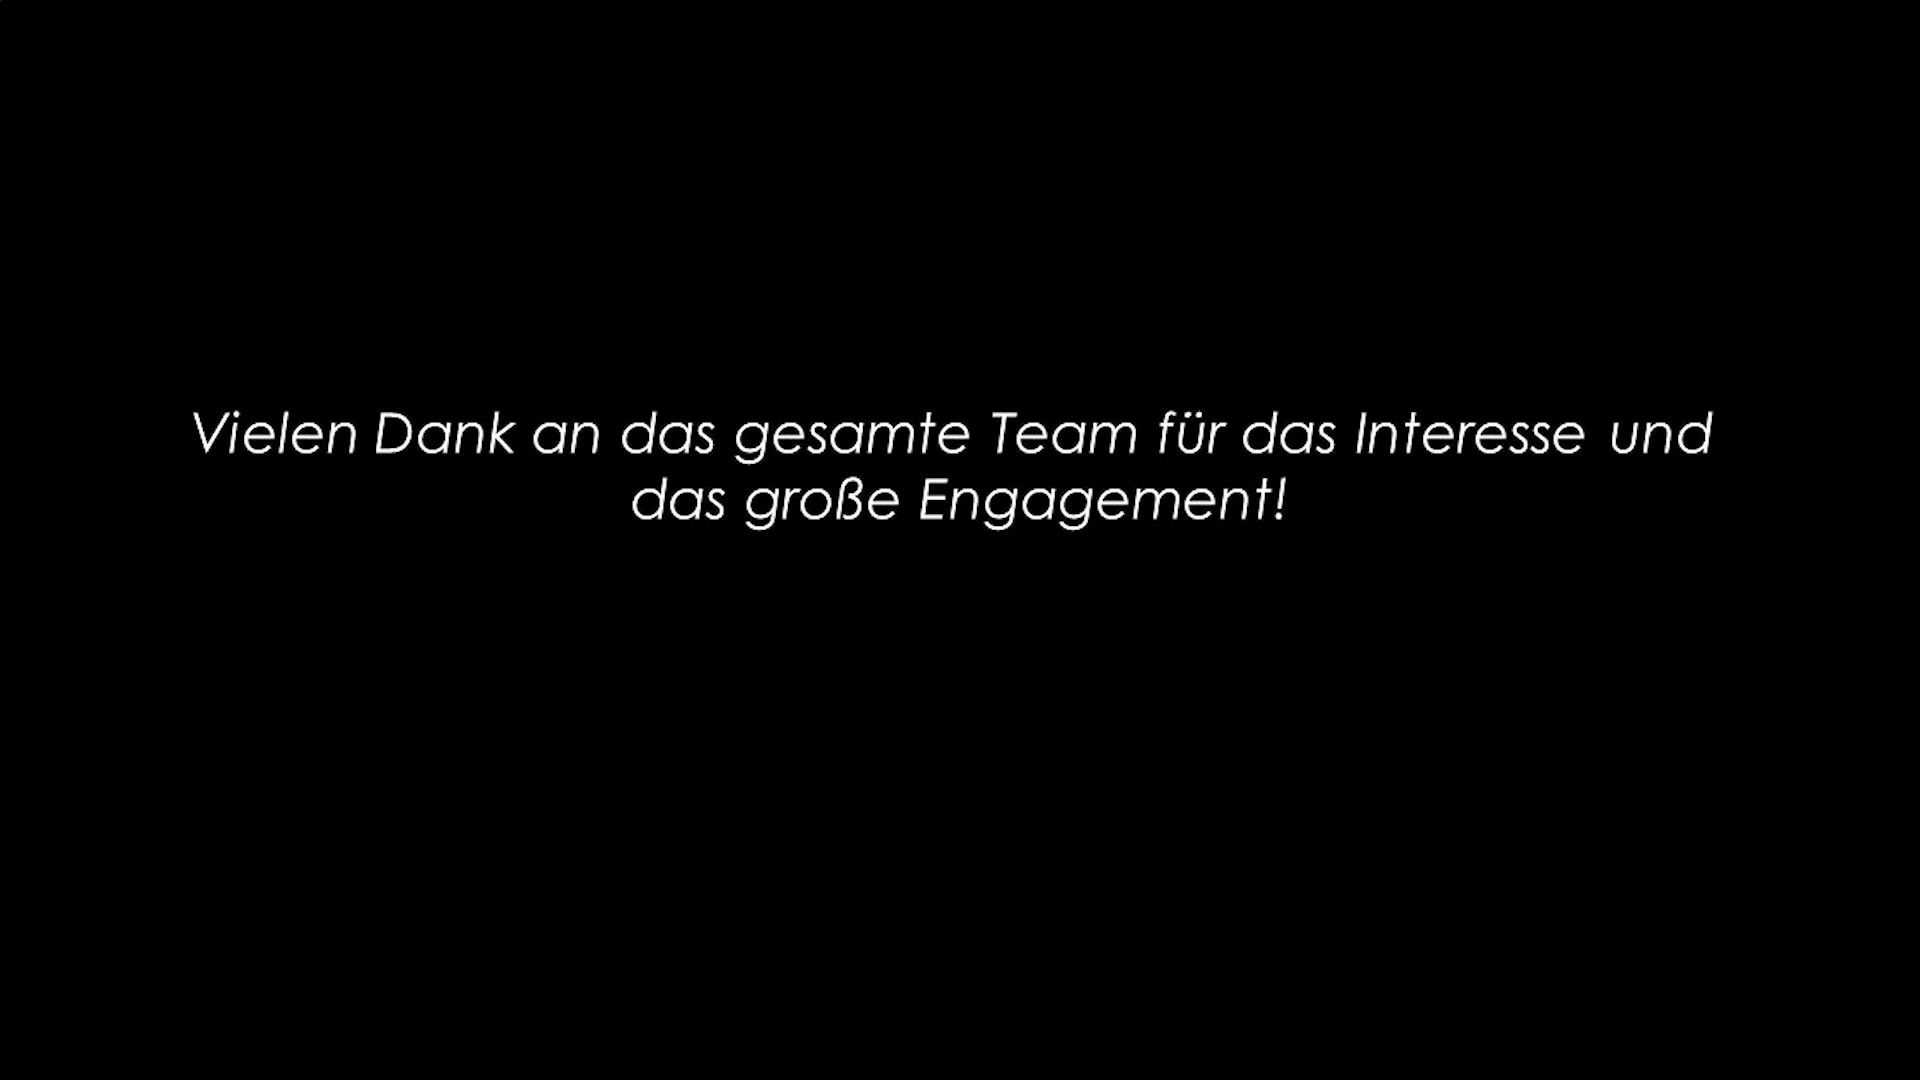 Vielen Dank an das gesamte Team für das Interesse und
das große Engagement!